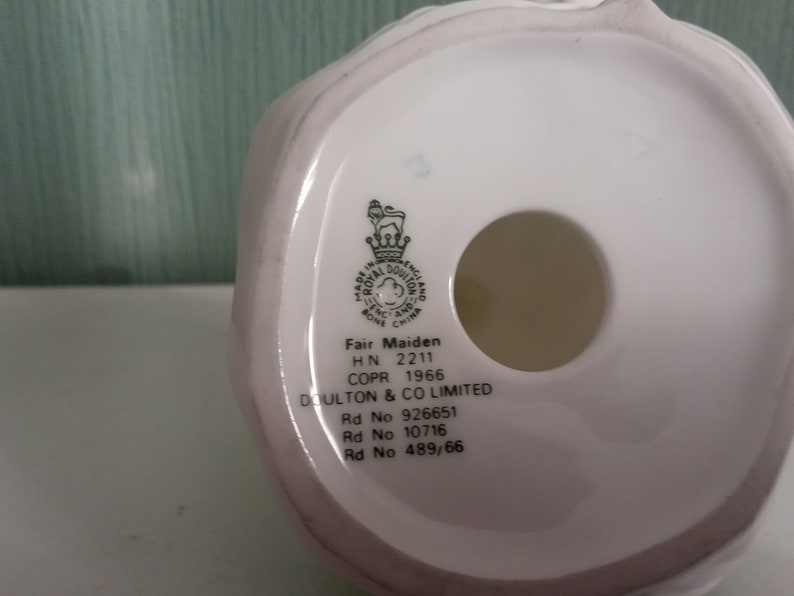 MADE IN ENGLAND
ROYAL DOULTON
BONE CHINA
Fair Maiden
HN 2211
COPR 1966
DOULTON & CO LIMITED
Rd No 926651
Rd No 10716
Rd No 489/66